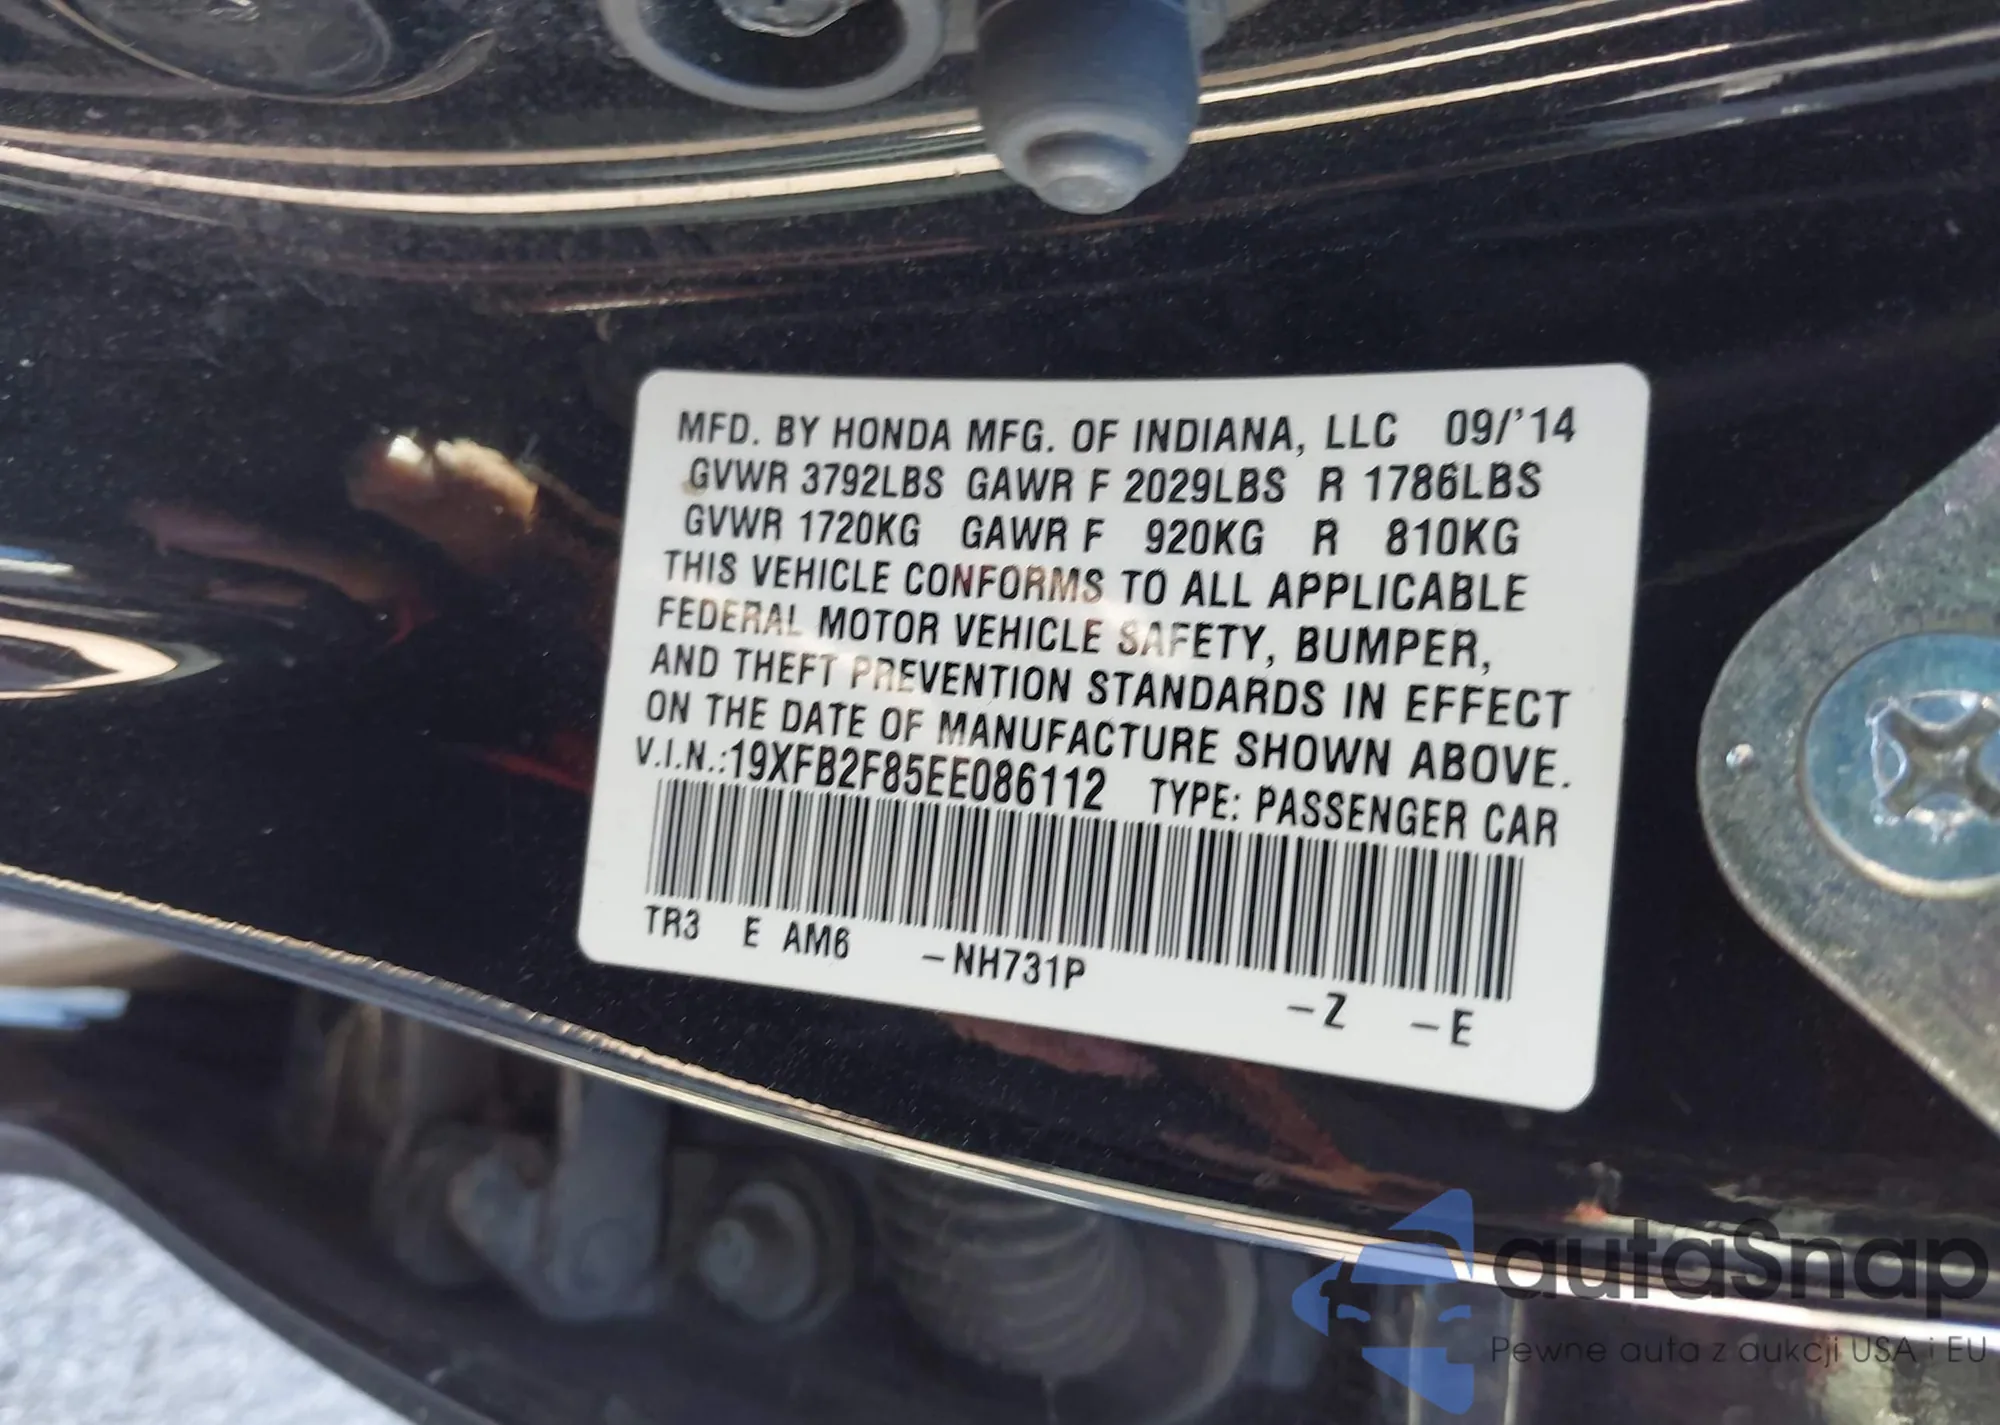 MFD. BY HONDA MFG. OF INDIANA, LLC 09/'14
GVWR 3792LBS GAWR F 2029LBS R 1786LBS
GVWR 1720KG GAWR F 920KG R 810KG
THIS VEHICLE CONFORMS TO ALL APPLICABLE
FEDERAL MOTOR VEHICLE SAFETY, BUMPER,
AND THEFT PREVENTION STANDARDS IN EFFECT
ON THE DATE OF MANUFACTURE SHOWN ABOVE.
V.I.N.:19XFB2F85EE086112 TYPE: PASSENGER CAR
TR3 E AM6 -NH731P -Z -E
autaSnap
Pewne auta z aukcji USA i EU